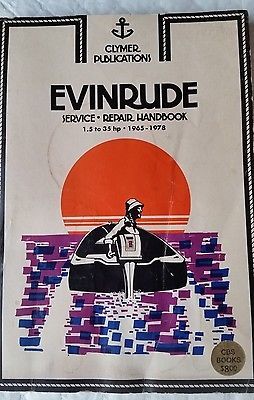 CLYMER
PUBLICATIONS
EVINRUDE
SERVICE • REPAIR HANDBOOK
1.5 to 35 hp • 1965-1978
CBS
BOOKS
$8.00